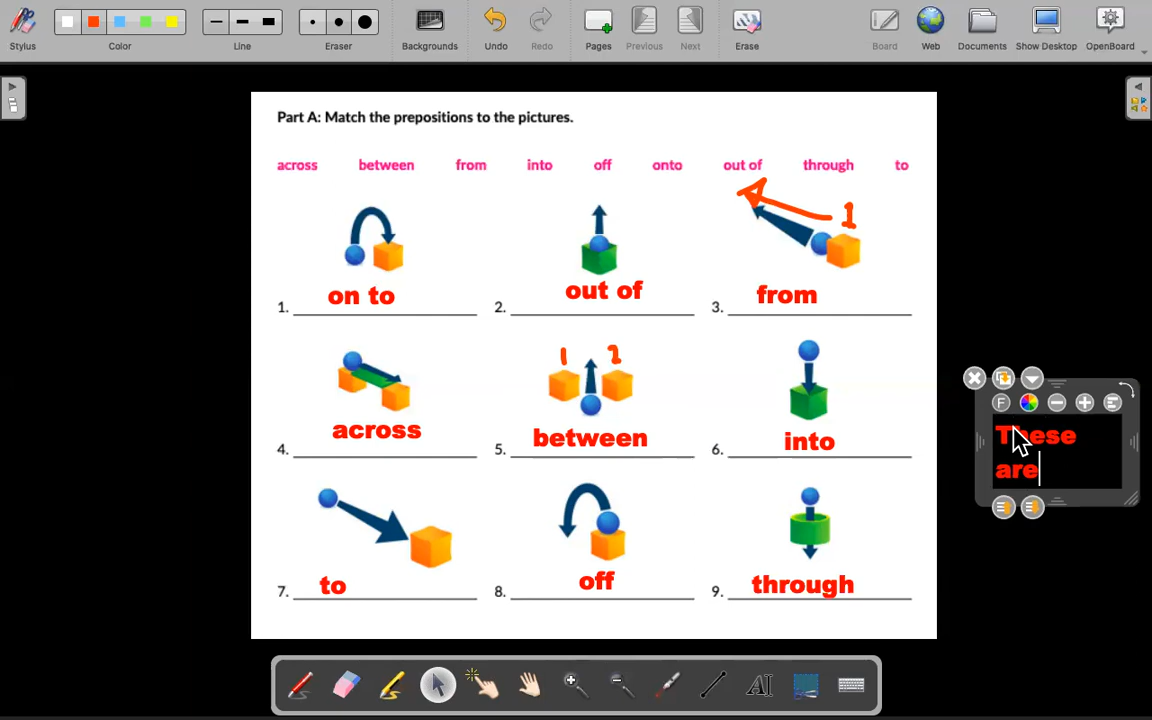 Stylus Color Line Eraser Backgrounds Undo Redo Pages Previous Next Erase Board Web Documents Show Desktop OpenBoard
Part A: Match the prepositions to the pictures.
across between from into off onto out of through to
1
1. on to 2. out of 3. from
1 2
4. across 5. between 6. into
F
These
are
7. to 8. off 9. through
AI